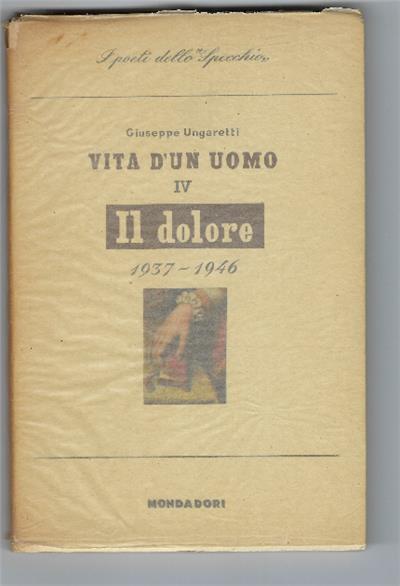 I poeti dello "Specchio"
Giuseppe Ungaretti
VITA D'UN UOMO
IV
Il dolore
1937-1946
MONDADORI